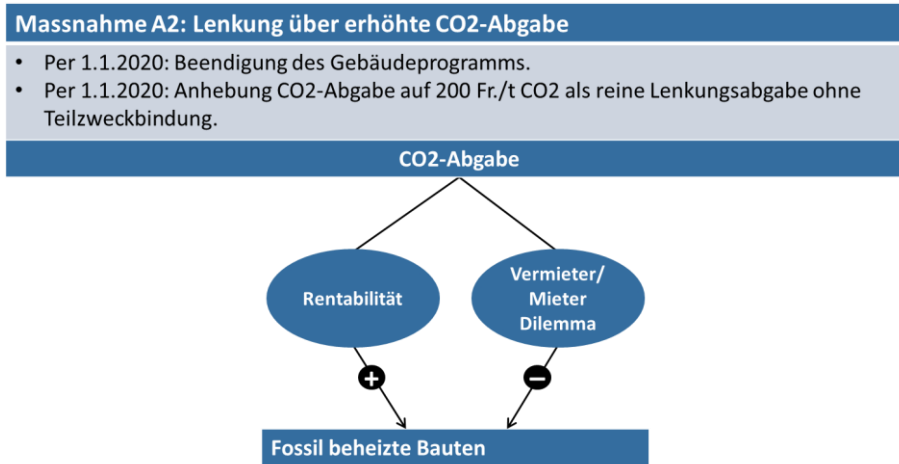 Massnahme A2: Lenkung über erhöhte CO2-Abgabe
• Per 1.1.2020: Beendigung des Gebäudeprogramms.
• Per 1.1.2020: Anhebung CO2-Abgabe auf 200 Fr./t CO2 als reine Lenkungsabgabe ohne
Teilzweckbindung.
CO2-Abgabe
Rentabilität
Vermieter/
Mieter
Dilemma
+
−
Fossil beheizte Bauten